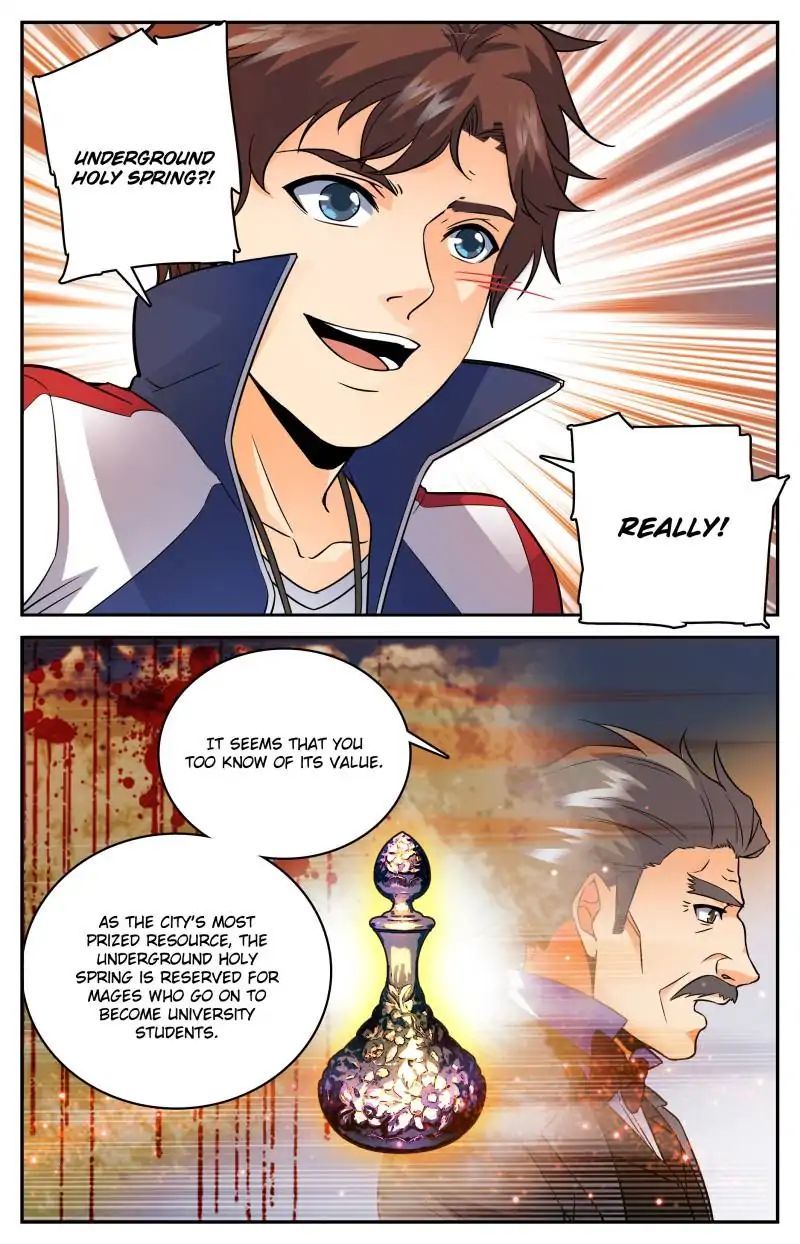 UNDERGROUND
HOLY SPRING?!
REALLY!
IT SEEMS THAT YOU
TOO KNOW OF ITS VALUE.
AS THE CITY'S MOST
PRIZED RESOURCE, THE
UNDERGROUND HOLY
SPRING IS RESERVED FOR
MAGES WHO GO ON TO
BECOME UNIVERSITY
STUDENTS.